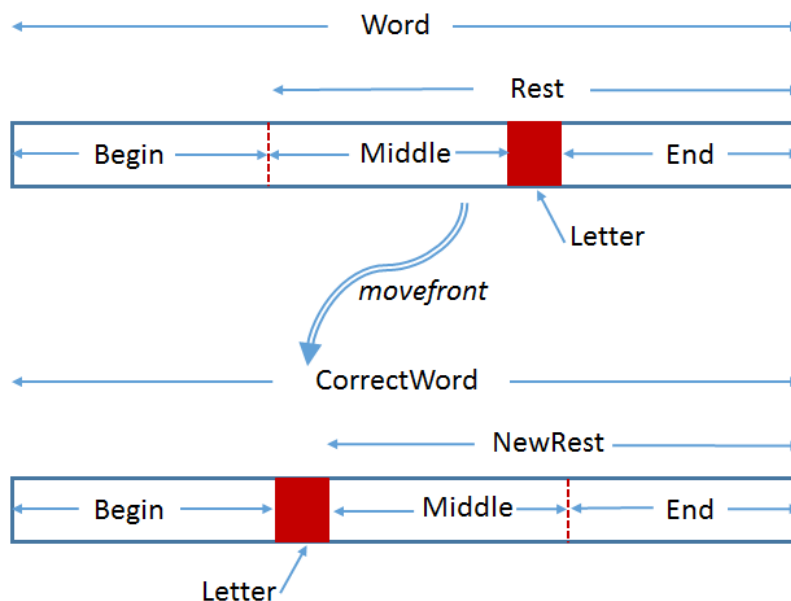 Word
Rest
Begin Middle End
Letter
movefront
CorrectWord
NewRest
Begin Middle End
Letter